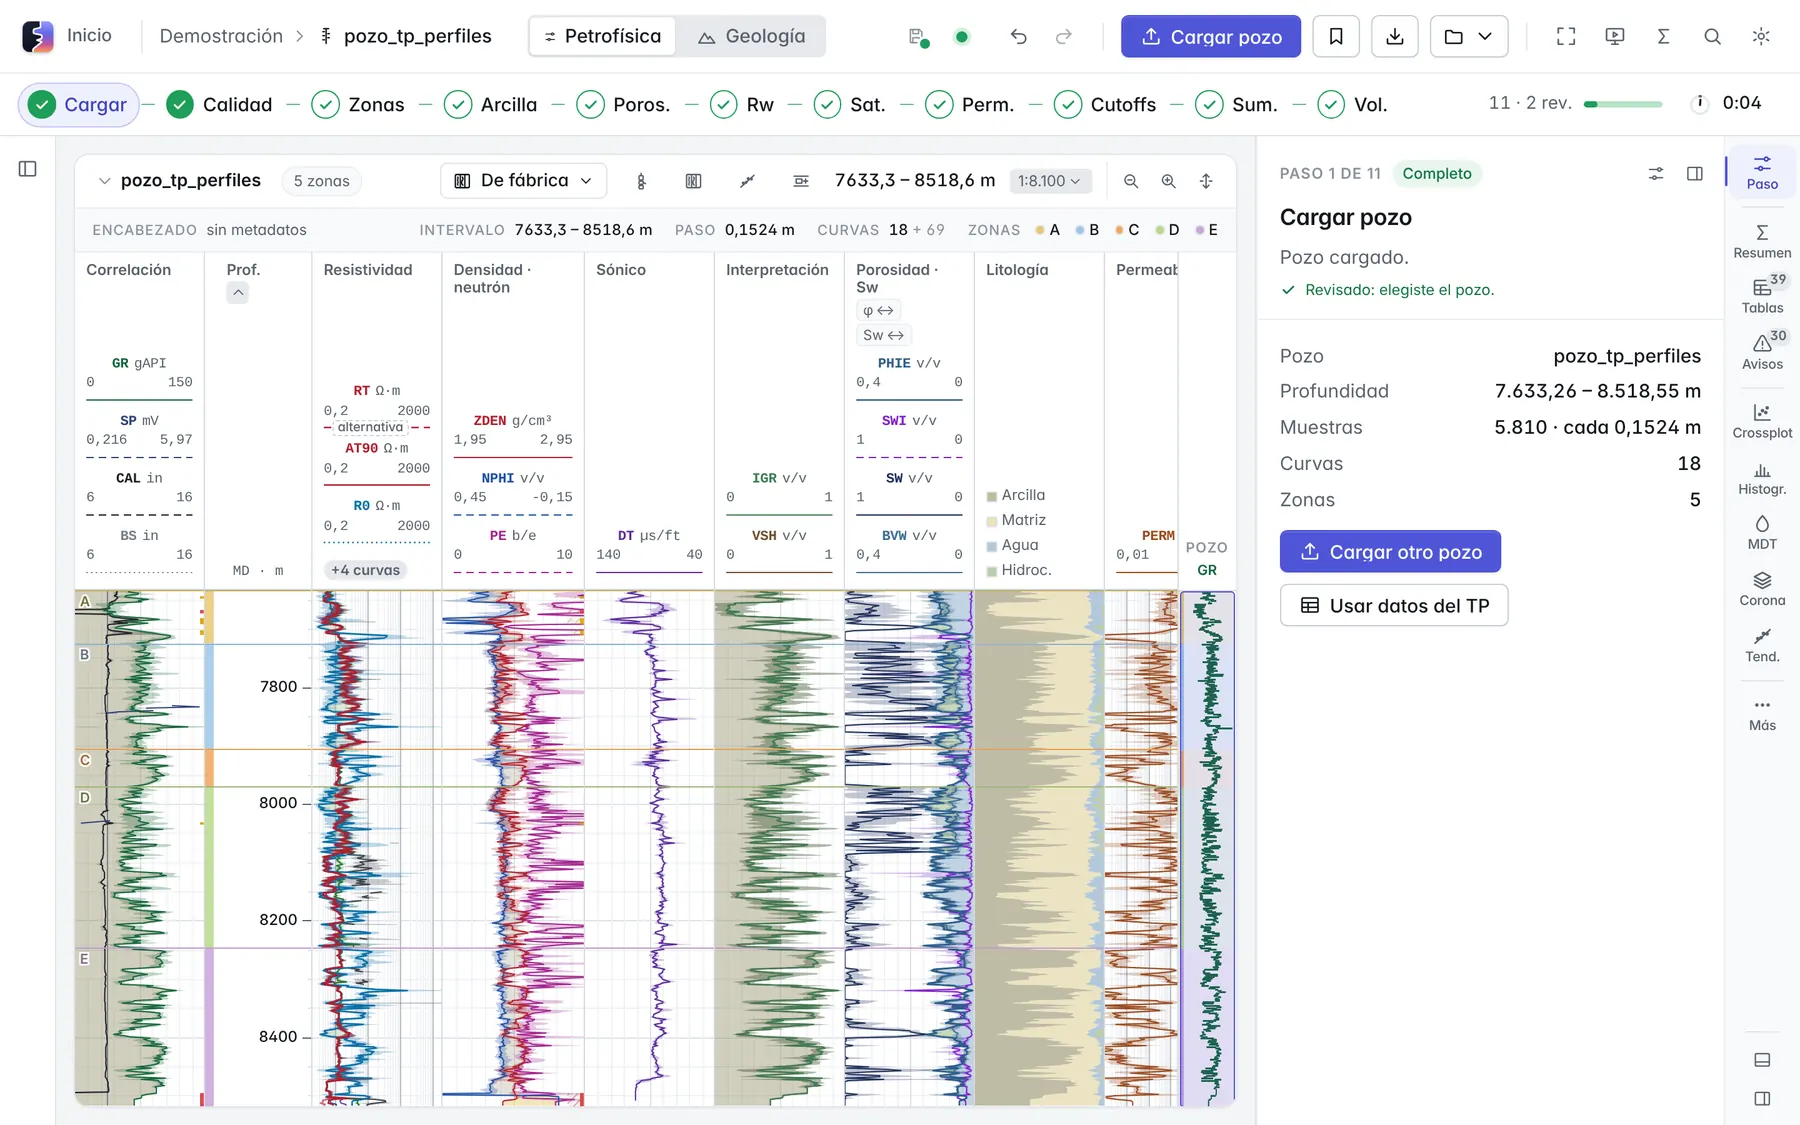 Inicio
Demostración
pozo_tp_perfiles
Petrofísica
Geología
Cargar pozo
Cargar
Calidad
Zonas
Arcilla
Poros.
Rw
Sat.
Perm.
Cutoffs
Sum.
Vol.
11 · 2 rev.
0:04
pozo_tp_perfiles
5 zonas
De fábrica
7633,3 – 8518,6 m
1:8.100
ENCABEZADO sin metadatos
INTERVALO 7633,3 – 8518,6 m
PASO 0,1524 m
CURVAS 18 + 69
ZONAS A B C D E
Correlación
GR gAPI
0 150
SP mV
0,216 5,97
CAL in
6 16
BS in
6 16
Prof.
MD · m
Resistividad
RT Ω·m
0,2 2000
alternativa
AT90 Ω·m
0,2 2000
R0 Ω·m
0,2 2000
+4 curvas
Densidad ·
neutrón
ZDEN g/cm³
1,95 2,95
NPHI v/v
0,45 -0,15
PE b/e
0 10
Sónico
DT µs/ft
140 40
Interpretación
IGR v/v
0 1
VSH v/v
0 1
Porosidad ·
Sw
φ ↔
Sw ↔
PHIE v/v
0,4 0
SWI v/v
1 0
SW v/v
1 0
BVW v/v
0,4 0
Litología
Arcilla
Matriz
Agua
Hidroc.
Permeab
PERM
0,01
POZO
GR
A
B
C
D
E
7800
8000
8200
8400
PASO 1 DE 11
Completo
Cargar pozo
Pozo cargado.
Revisado: elegiste el pozo.
Pozo pozo_tp_perfiles
Profundidad 7.633,26 – 8.518,55 m
Muestras 5.810 · cada 0,1524 m
Curvas 18
Zonas 5
Cargar otro pozo
Usar datos del TP
Paso
Resumen
39
Tablas
30
Avisos
Crossplot
Histogr.
MDT
Corona
Tend.
Más